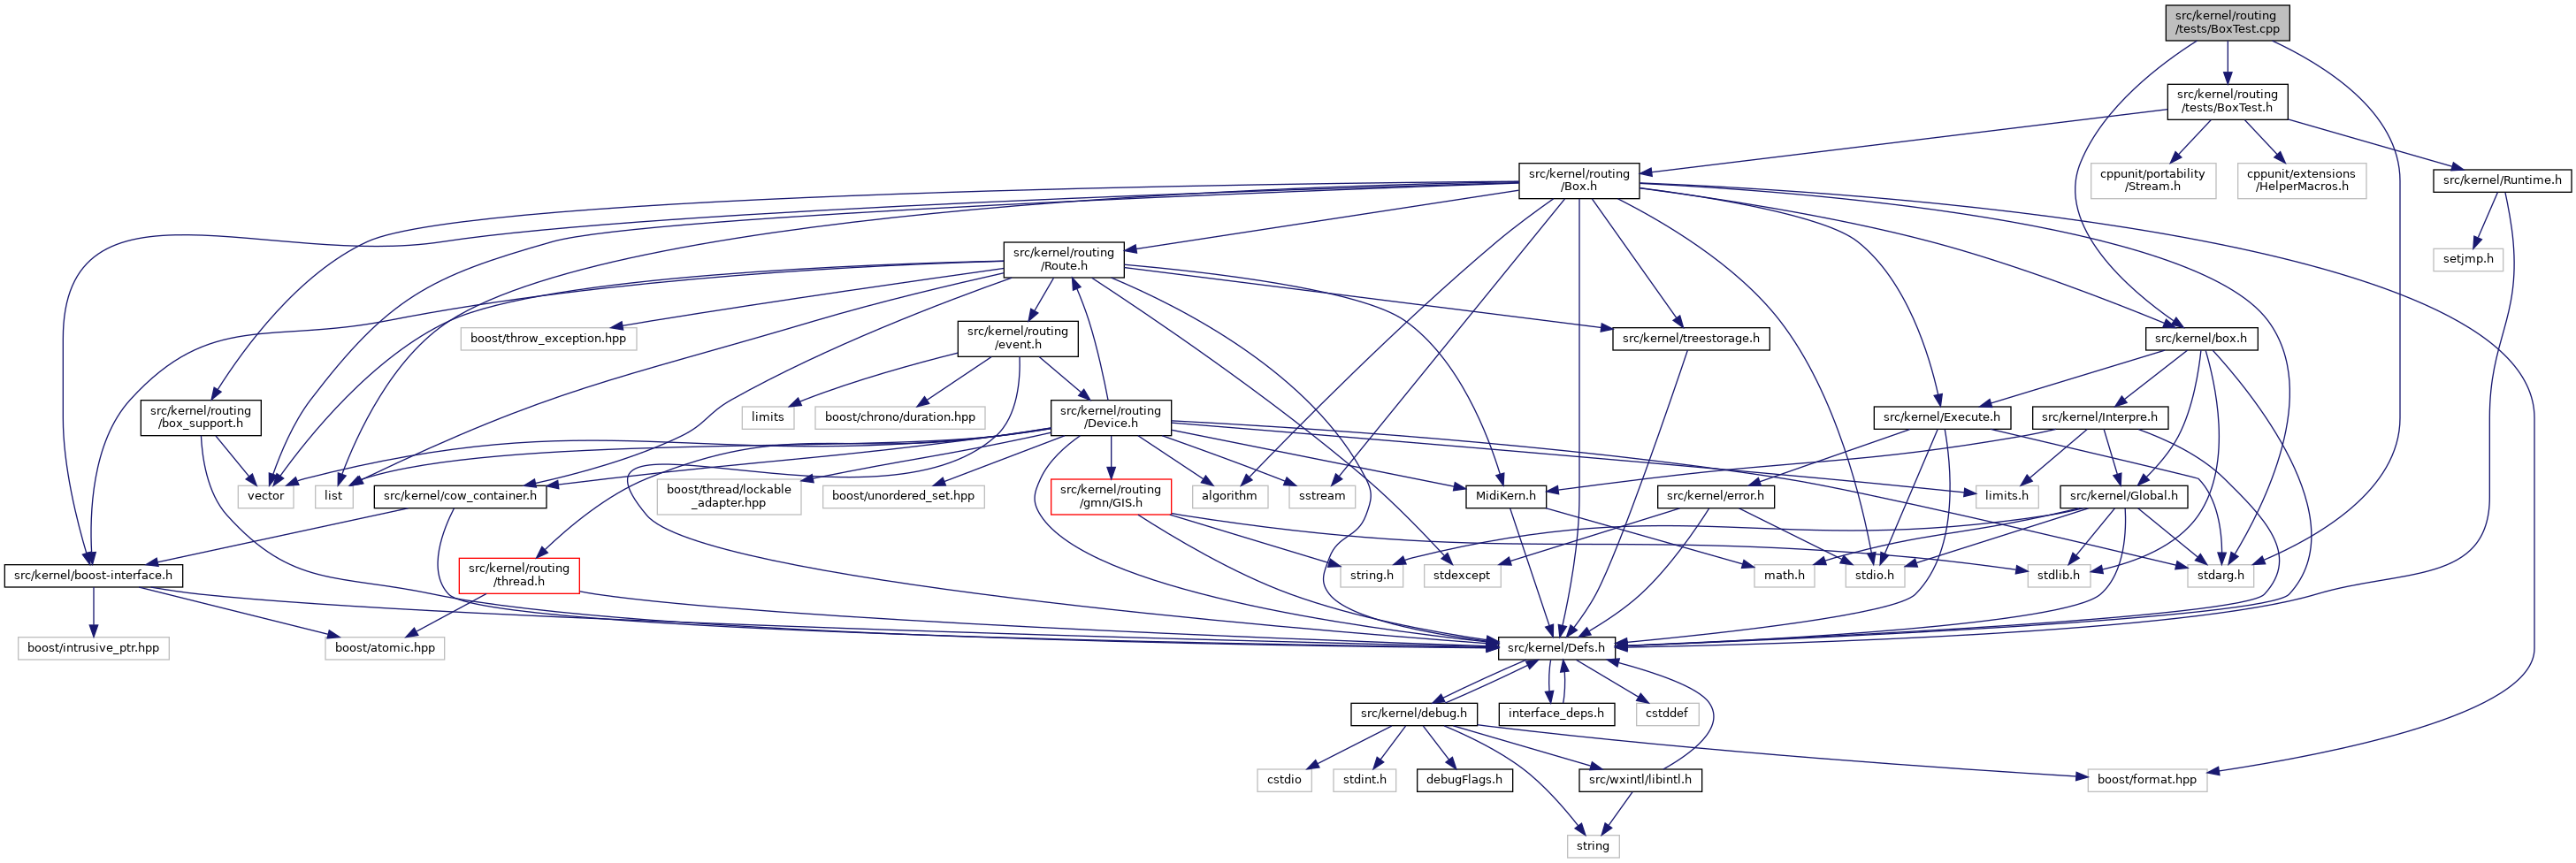 src/kernel/routing
/tests/BoxTest.cpp
src/kernel/routing
/tests/BoxTest.h
src/kernel/routing
/Box.h
cppunit/portability
/Stream.h
cppunit/extensions
/HelperMacros.h
src/kernel/Runtime.h
src/kernel/routing
/Route.h
setjmp.h
boost/throw_exception.hpp
src/kernel/routing
/event.h
src/kernel/treestorage.h
src/kernel/box.h
src/kernel/routing
/box_support.h
limits
boost/chrono/duration.hpp
src/kernel/routing
/Device.h
src/kernel/Execute.h
src/kernel/Interpre.h
vector
list
src/kernel/cow_container.h
boost/thread/lockable
_adapter.hpp
boost/unordered_set.hpp
src/kernel/routing
/gmn/GIS.h
algorithm
sstream
MidiKern.h
src/kernel/error.h
limits.h
src/kernel/Global.h
src/kernel/boost-interface.h
src/kernel/routing
/thread.h
string.h
stdexcept
math.h
stdio.h
stdlib.h
stdarg.h
boost/intrusive_ptr.hpp
boost/atomic.hpp
src/kernel/Defs.h
src/kernel/debug.h
interface_deps.h
cstddef
cstdio
stdint.h
debugFlags.h
src/wxintl/libintl.h
boost/format.hpp
string